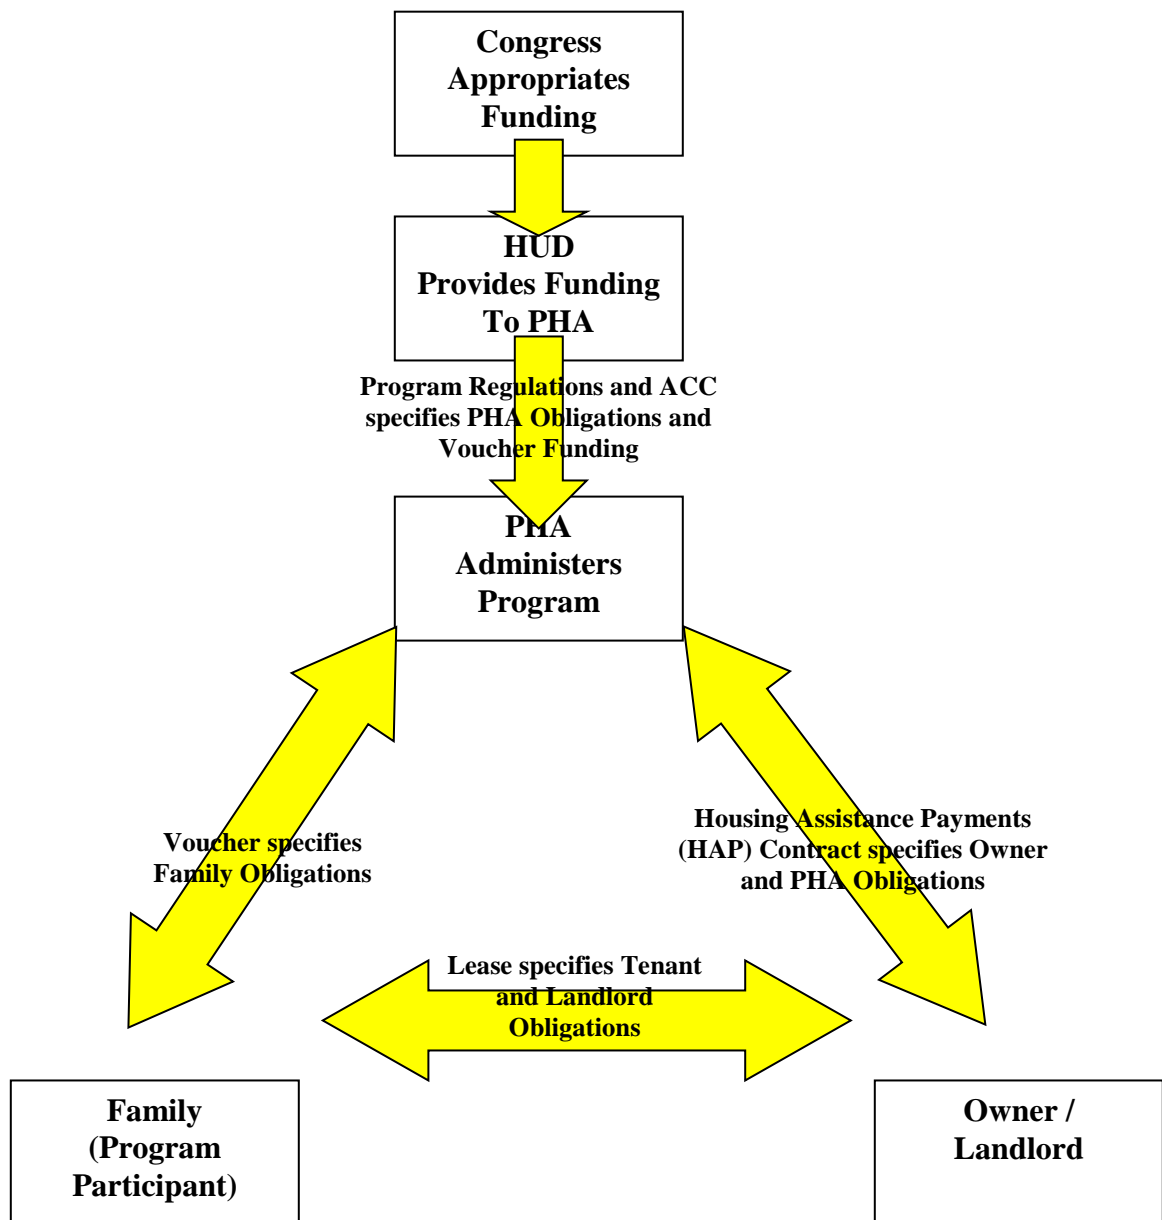 Congress
Appropriates
Funding
HUD
Provides Funding
To PHA
Program Regulations and ACC
specifies PHA Obligations and
Voucher Funding
PHA
Administers
Program
Voucher specifies
Family Obligations
Housing Assistance Payments
(HAP) Contract specifies Owner
and PHA Obligations
Lease specifies Tenant
and Landlord
Obligations
Family
(Program
Participant)
Owner /
Landlord